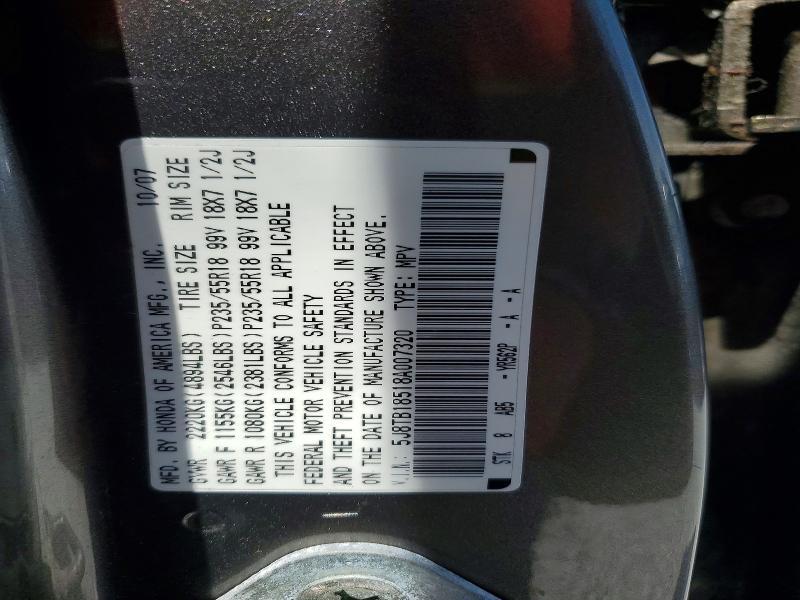 MFD. BY HONDA OF AMERICA MFG., INC. 10/07
GVWR 2220KG(4894LBS) TIRE SIZE RIM SIZE
GAWR F 1155KG(2546LBS)P235/55R18 99V 18X7 1/2J
GAWR R 1080KG(2381LBS)P235/55R18 99V 18X7 1/2J
THIS VEHICLE CONFORMS TO ALL APPLICABLE
FEDERAL MOTOR VEHICLE SAFETY
AND THEFT PREVENTION STANDARDS IN EFFECT
ON THE DATE OF MANUFACTURE SHOWN ABOVE.
V.I.N.: 5J8TB18518A007320 TYPE: MPV
STK 8 AB5 -YR562P -A -A